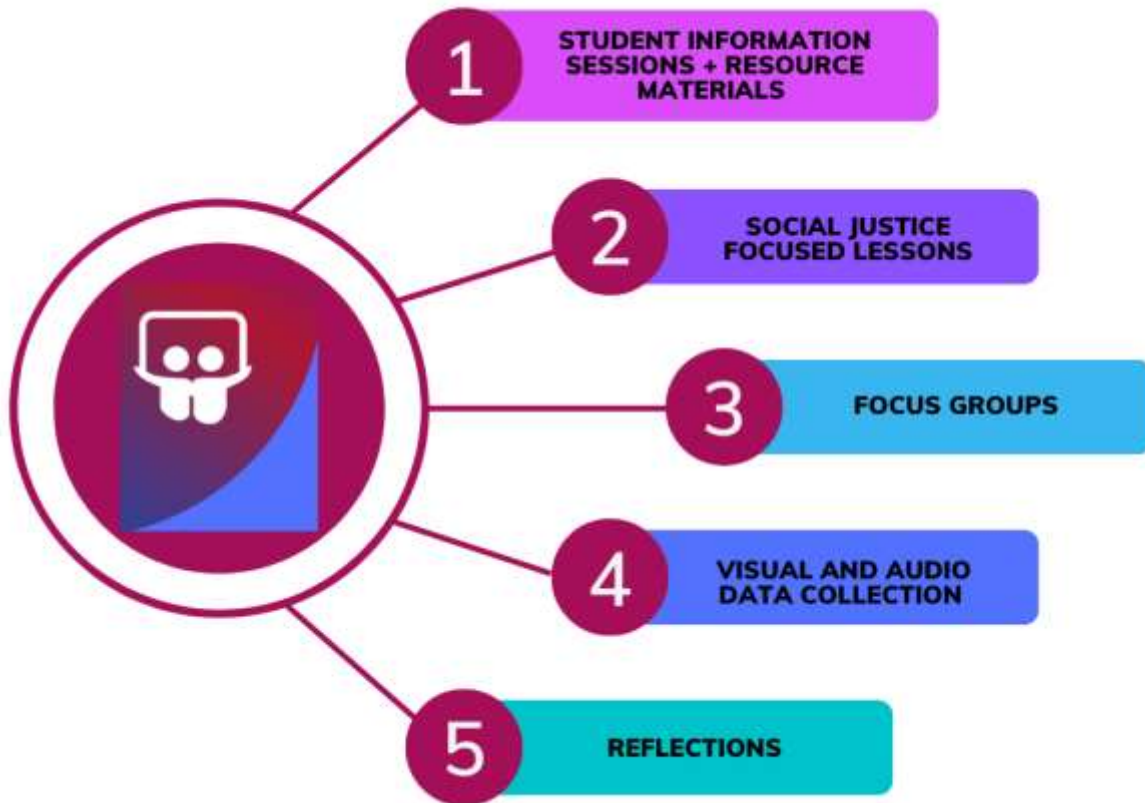 1
STUDENT INFORMATION
SESSIONS + RESOURCE
MATERIALS
2
SOCIAL JUSTICE
FOCUSED LESSONS
3
FOCUS GROUPS
4
VISUAL AND AUDIO
DATA COLLECTION
5
REFLECTIONS